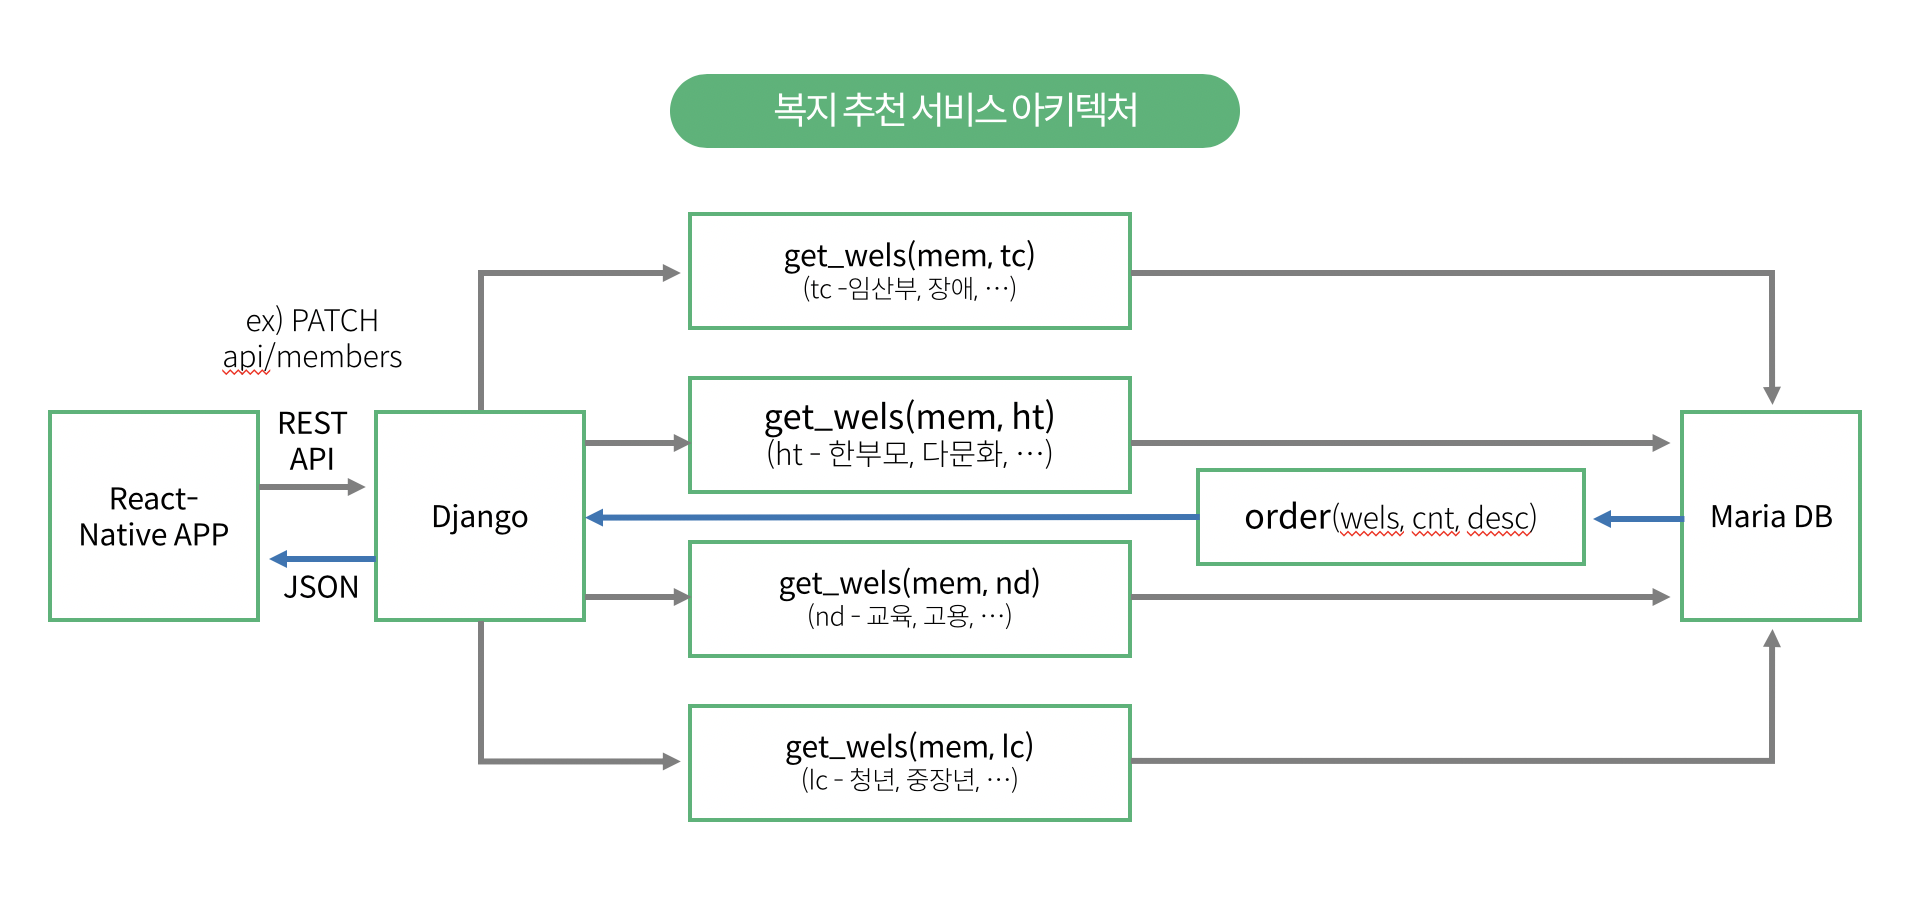 복지 추천 서비스 아키텍처
get_wels(mem, tc)
(tc -임산부, 장애, …)
ex) PATCH
api/members
get_wels(mem, ht)
(ht - 한부모, 다문화, …)
REST
API
React-
Native APP
JSON
Django
order(wels, cnt, desc)
Maria DB
get_wels(mem, nd)
(nd - 교육, 고용, …)
get_wels(mem, lc)
(lc - 청년, 중장년, …)